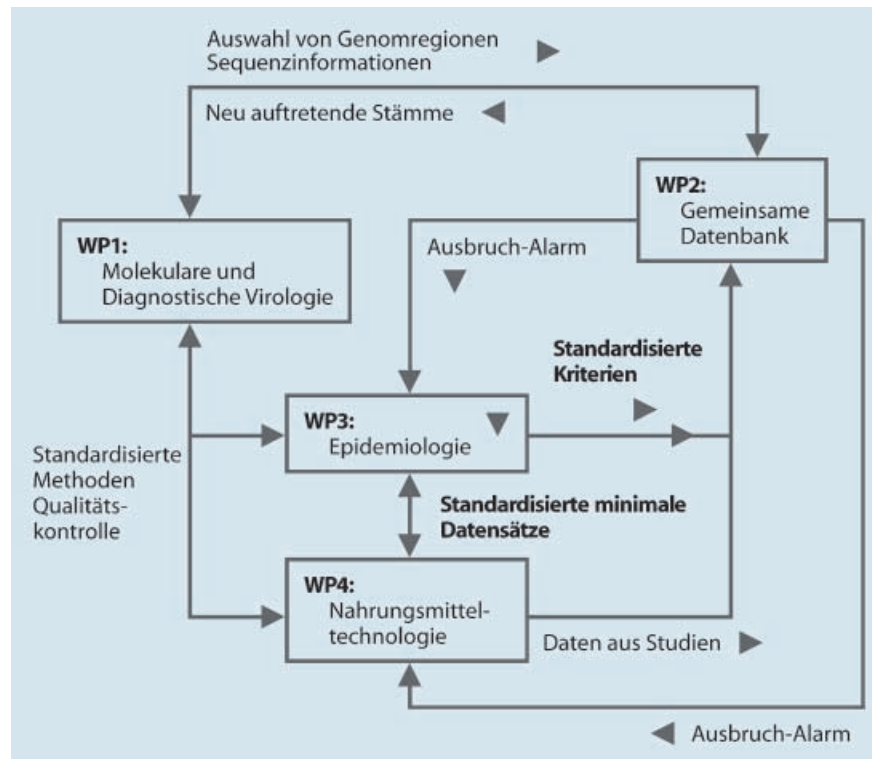 Auswahl von Genomregionen
Sequenzinformationen
Neu auftretende Stämme
WP2:
Gemeinsame
Datenbank
WP1:
Molekulare und
Diagnostische Virologie
Ausbruch-Alarm
Standardisierte
Kriterien
WP3:
Epidemiologie
Standardisierte
Methoden
Qualitäts-
kontrolle
Standardisierte minimale
Datensätze
WP4:
Nahrungsmittel-
technologie
Daten aus Studien
Ausbruch-Alarm